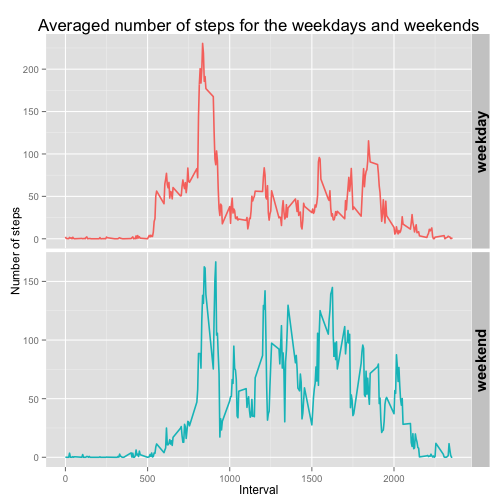 Averaged number of steps for the weekdays and weekends
Number of steps
200
150
100
50
0
weekday
150
100
50
0
weekend
0
500
1000
1500
2000
Interval